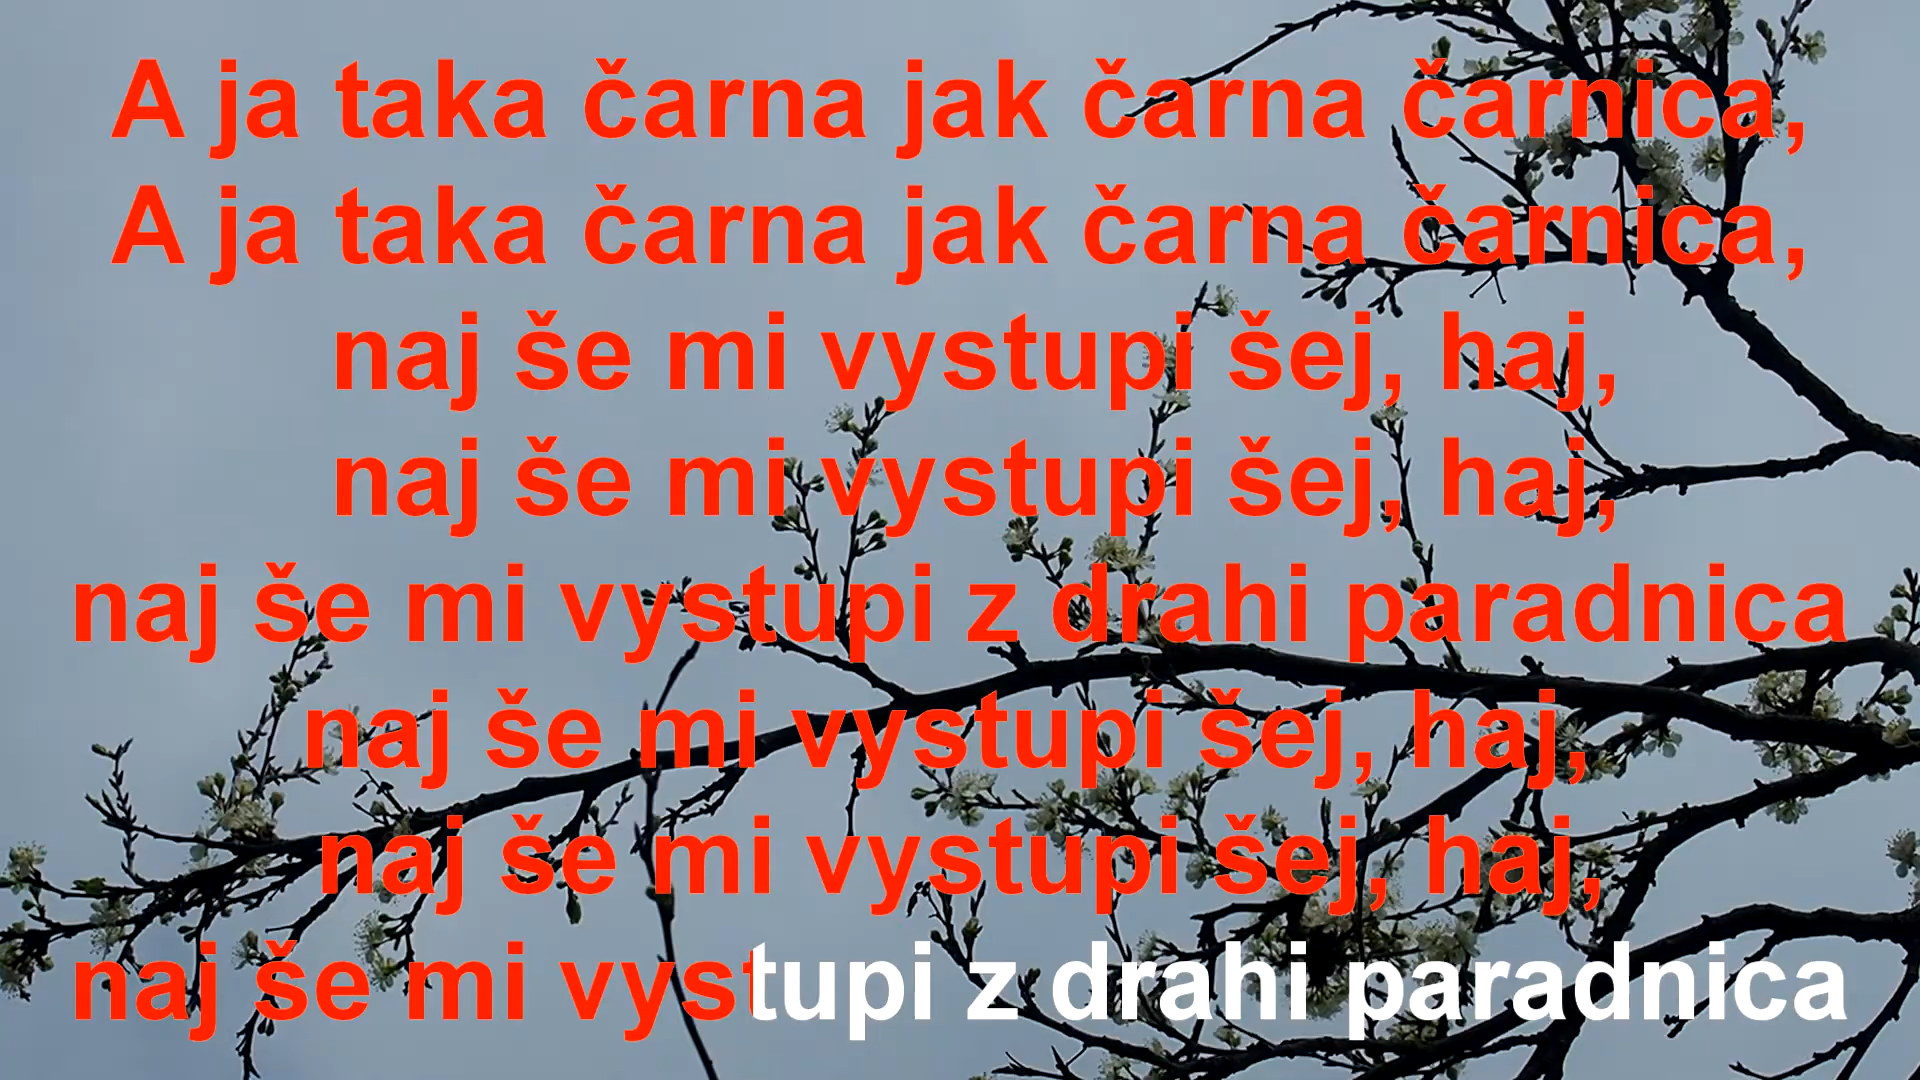 A ja taka čarna jak čarna čarnica,
A ja taka čarna jak čarna čarnica,
naj še mi vystupi šej, haj,
naj še mi vystupi šej, haj,
naj še mi vystupi z drahi paradnica
naj še mi vystupi šej, haj,
naj še mi vystupi šej, haj,
naj še mi vystupi z drahi paradnica